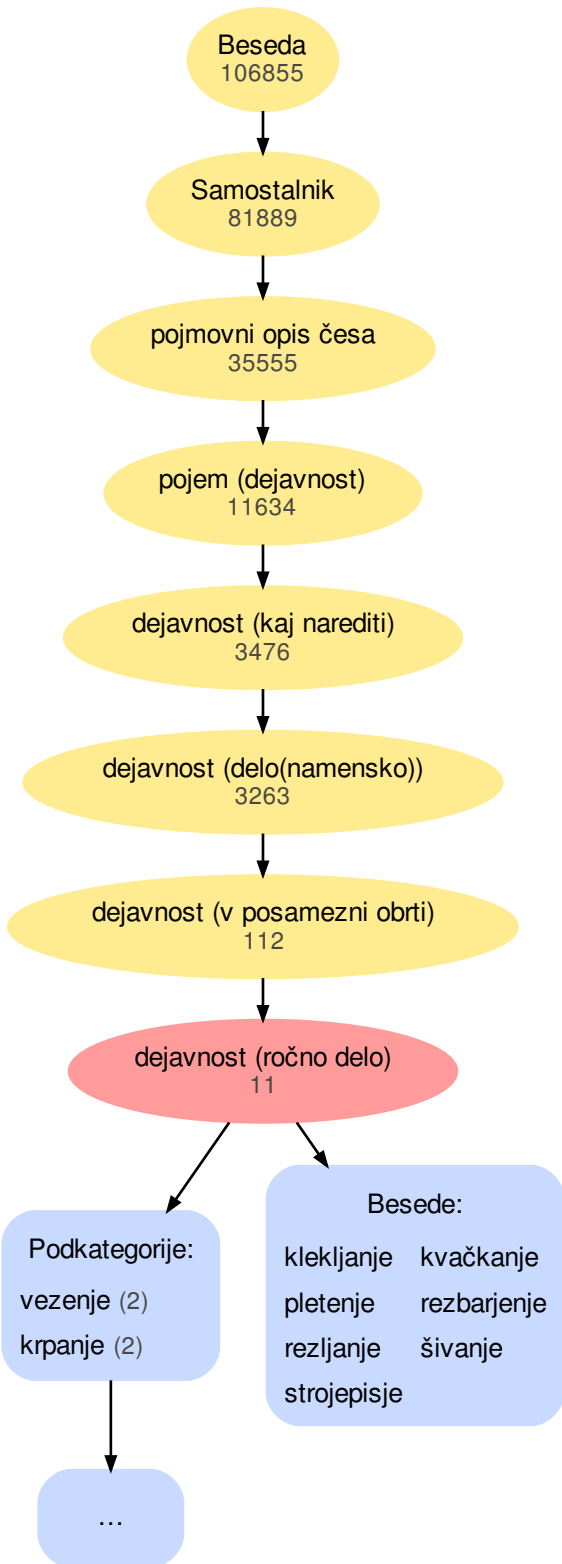 Beseda
106855
Samostalnik
81889
pojmovni opis česa
35555
pojem (dejavnost)
11634
dejavnost (kaj narediti)
3476
dejavnost (delo(namensko))
3263
dejavnost (v posamezni obrti)
112
dejavnost (ročno delo)
11
Podkategorije:
vezenje (2)
krpanje (2)
...
Besede:
klekljanje kvačkanje
pletenje rezbarjenje
rezljanje šivanje
strojepisje